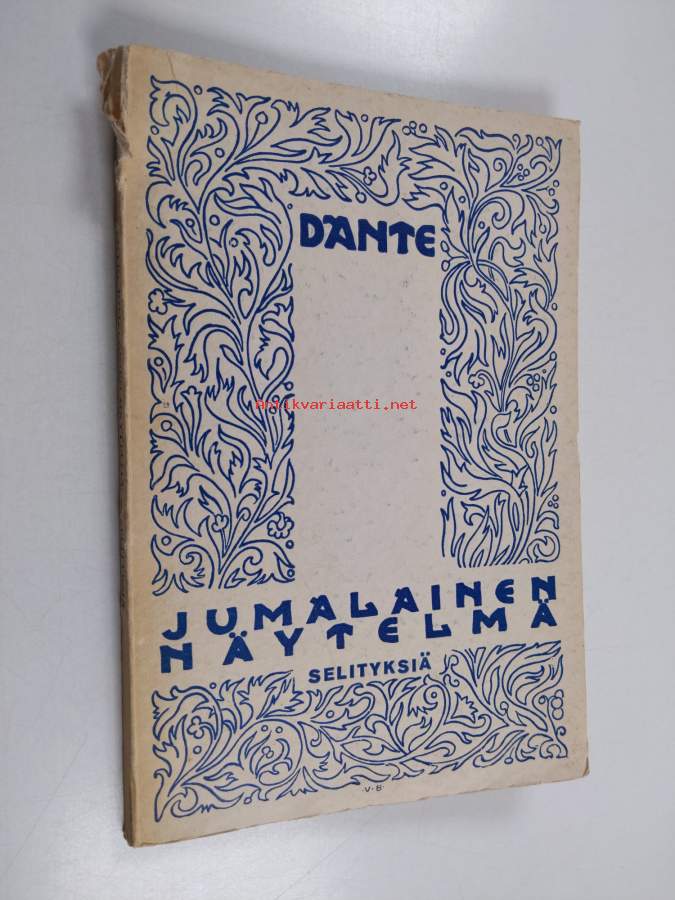 DANTE
Antikvariaatti.net
JUMALAINEN
NÄYTELMÄ
SELITYKSIÄ
·V·B·